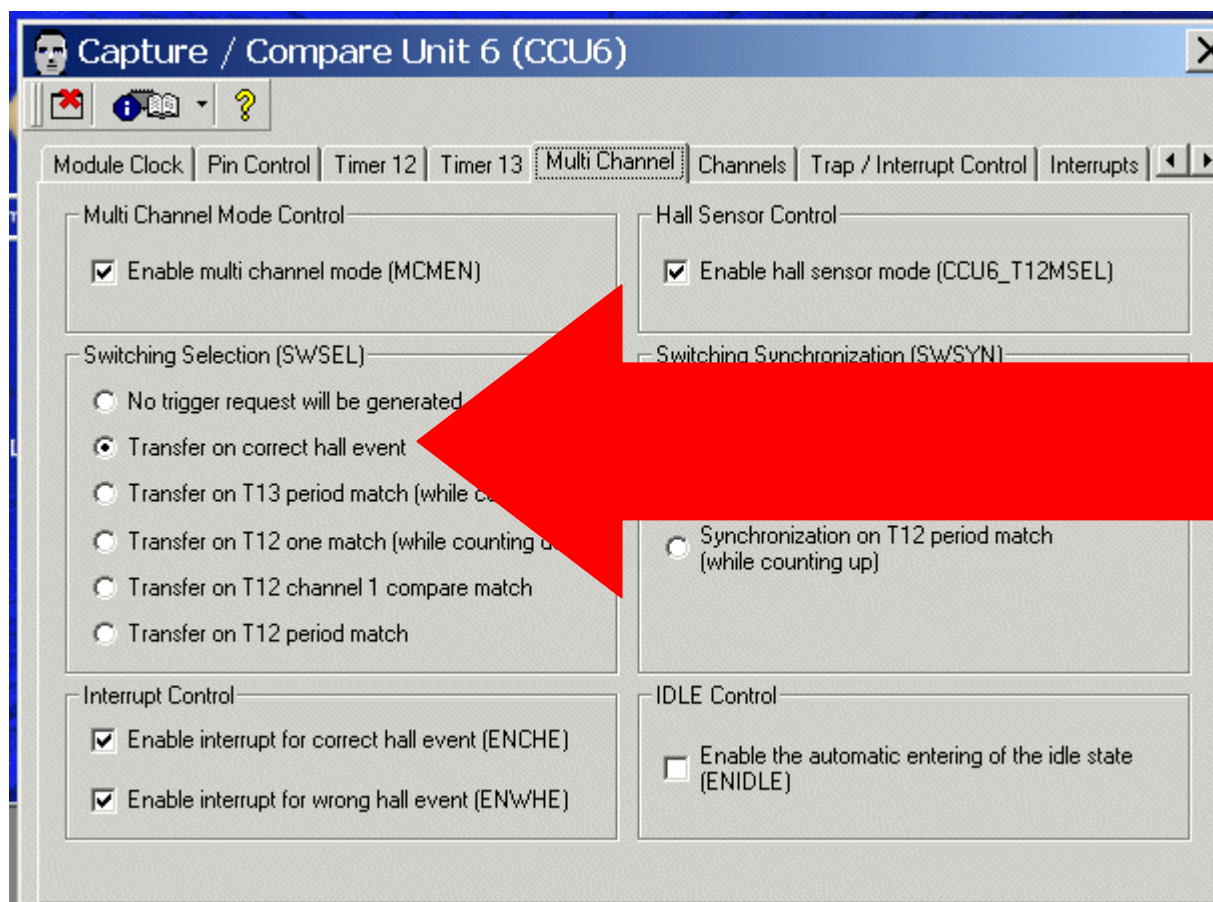 Capture / Compare Unit 6 (CCU6)
Module Clock
Pin Control
Timer 12
Timer 13
Multi Channel
Channels
Trap / Interrupt Control
Interrupts
Multi Channel Mode Control
Enable multi channel mode (MCMEN)
Hall Sensor Control
Enable hall sensor mode (CCU6_T12MSEL)
Switching Selection (SWSEL)
No trigger request will be generated
Transfer on correct hall event
Transfer on T13 period match (while
Transfer on T12 one match (while counting
Transfer on T12 channel 1 compare match
Transfer on T12 period match
Switching Synchronization (SWSYN)
Synchronization on T12 period match
(while counting up)
Interrupt Control
Enable interrupt for correct hall event (ENCHE)
Enable interrupt for wrong hall event (ENWHE)
IDLE Control
Enable the automatic entering of the idle state
(ENIDLE)